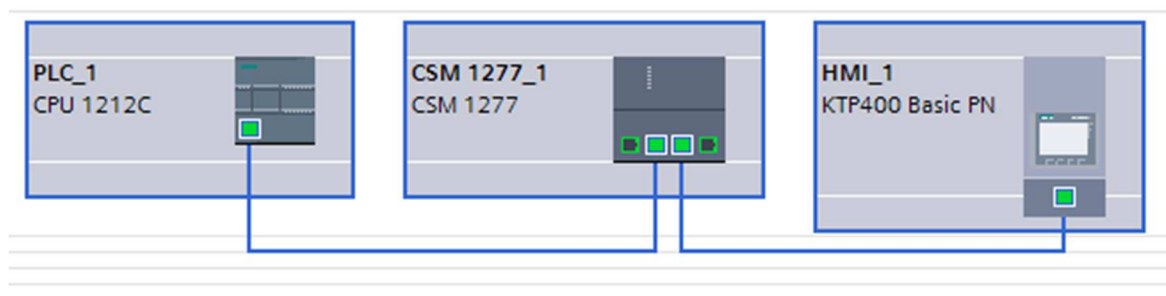 PLC_1
CPU 1212C
CSM 1277_1
CSM 1277
HMI_1
KTP400 Basic PN